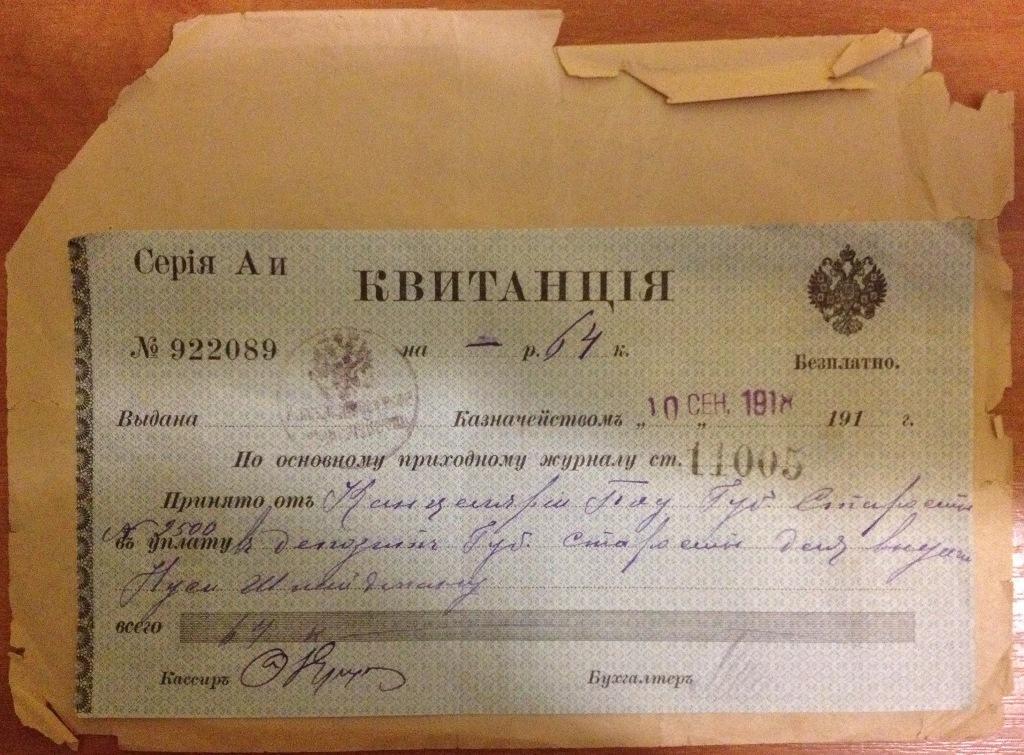 Серія А и
КВИТАНЦІЯ
№ 922089 на — р. 64 к.
Безплатно.
Выдана Казначействомъ „10 СЕН. 1918" 191 г.
По основному приходному журналу ст. 11005
Принято отъ Канцеляріи Под. Губ. Старосты
№ 2500
въ уплату в депозитъ Губ. Старосты для выдачи
всего 64 к
Кассиръ Бухгалтеръ